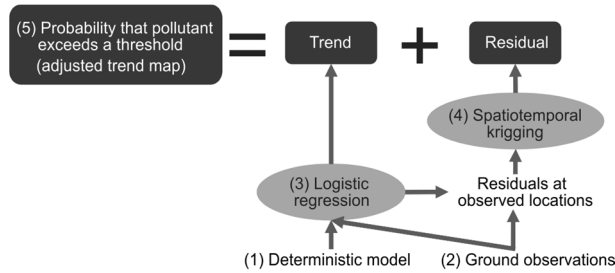 (5) Probability that pollutant
exceeds a threshold
(adjusted trend map)
=
Trend
+
Residual
(4) Spatiotemporal
krigging
(3) Logistic
regression
Residuals at
observed locations
(1) Deterministic model
(2) Ground observations